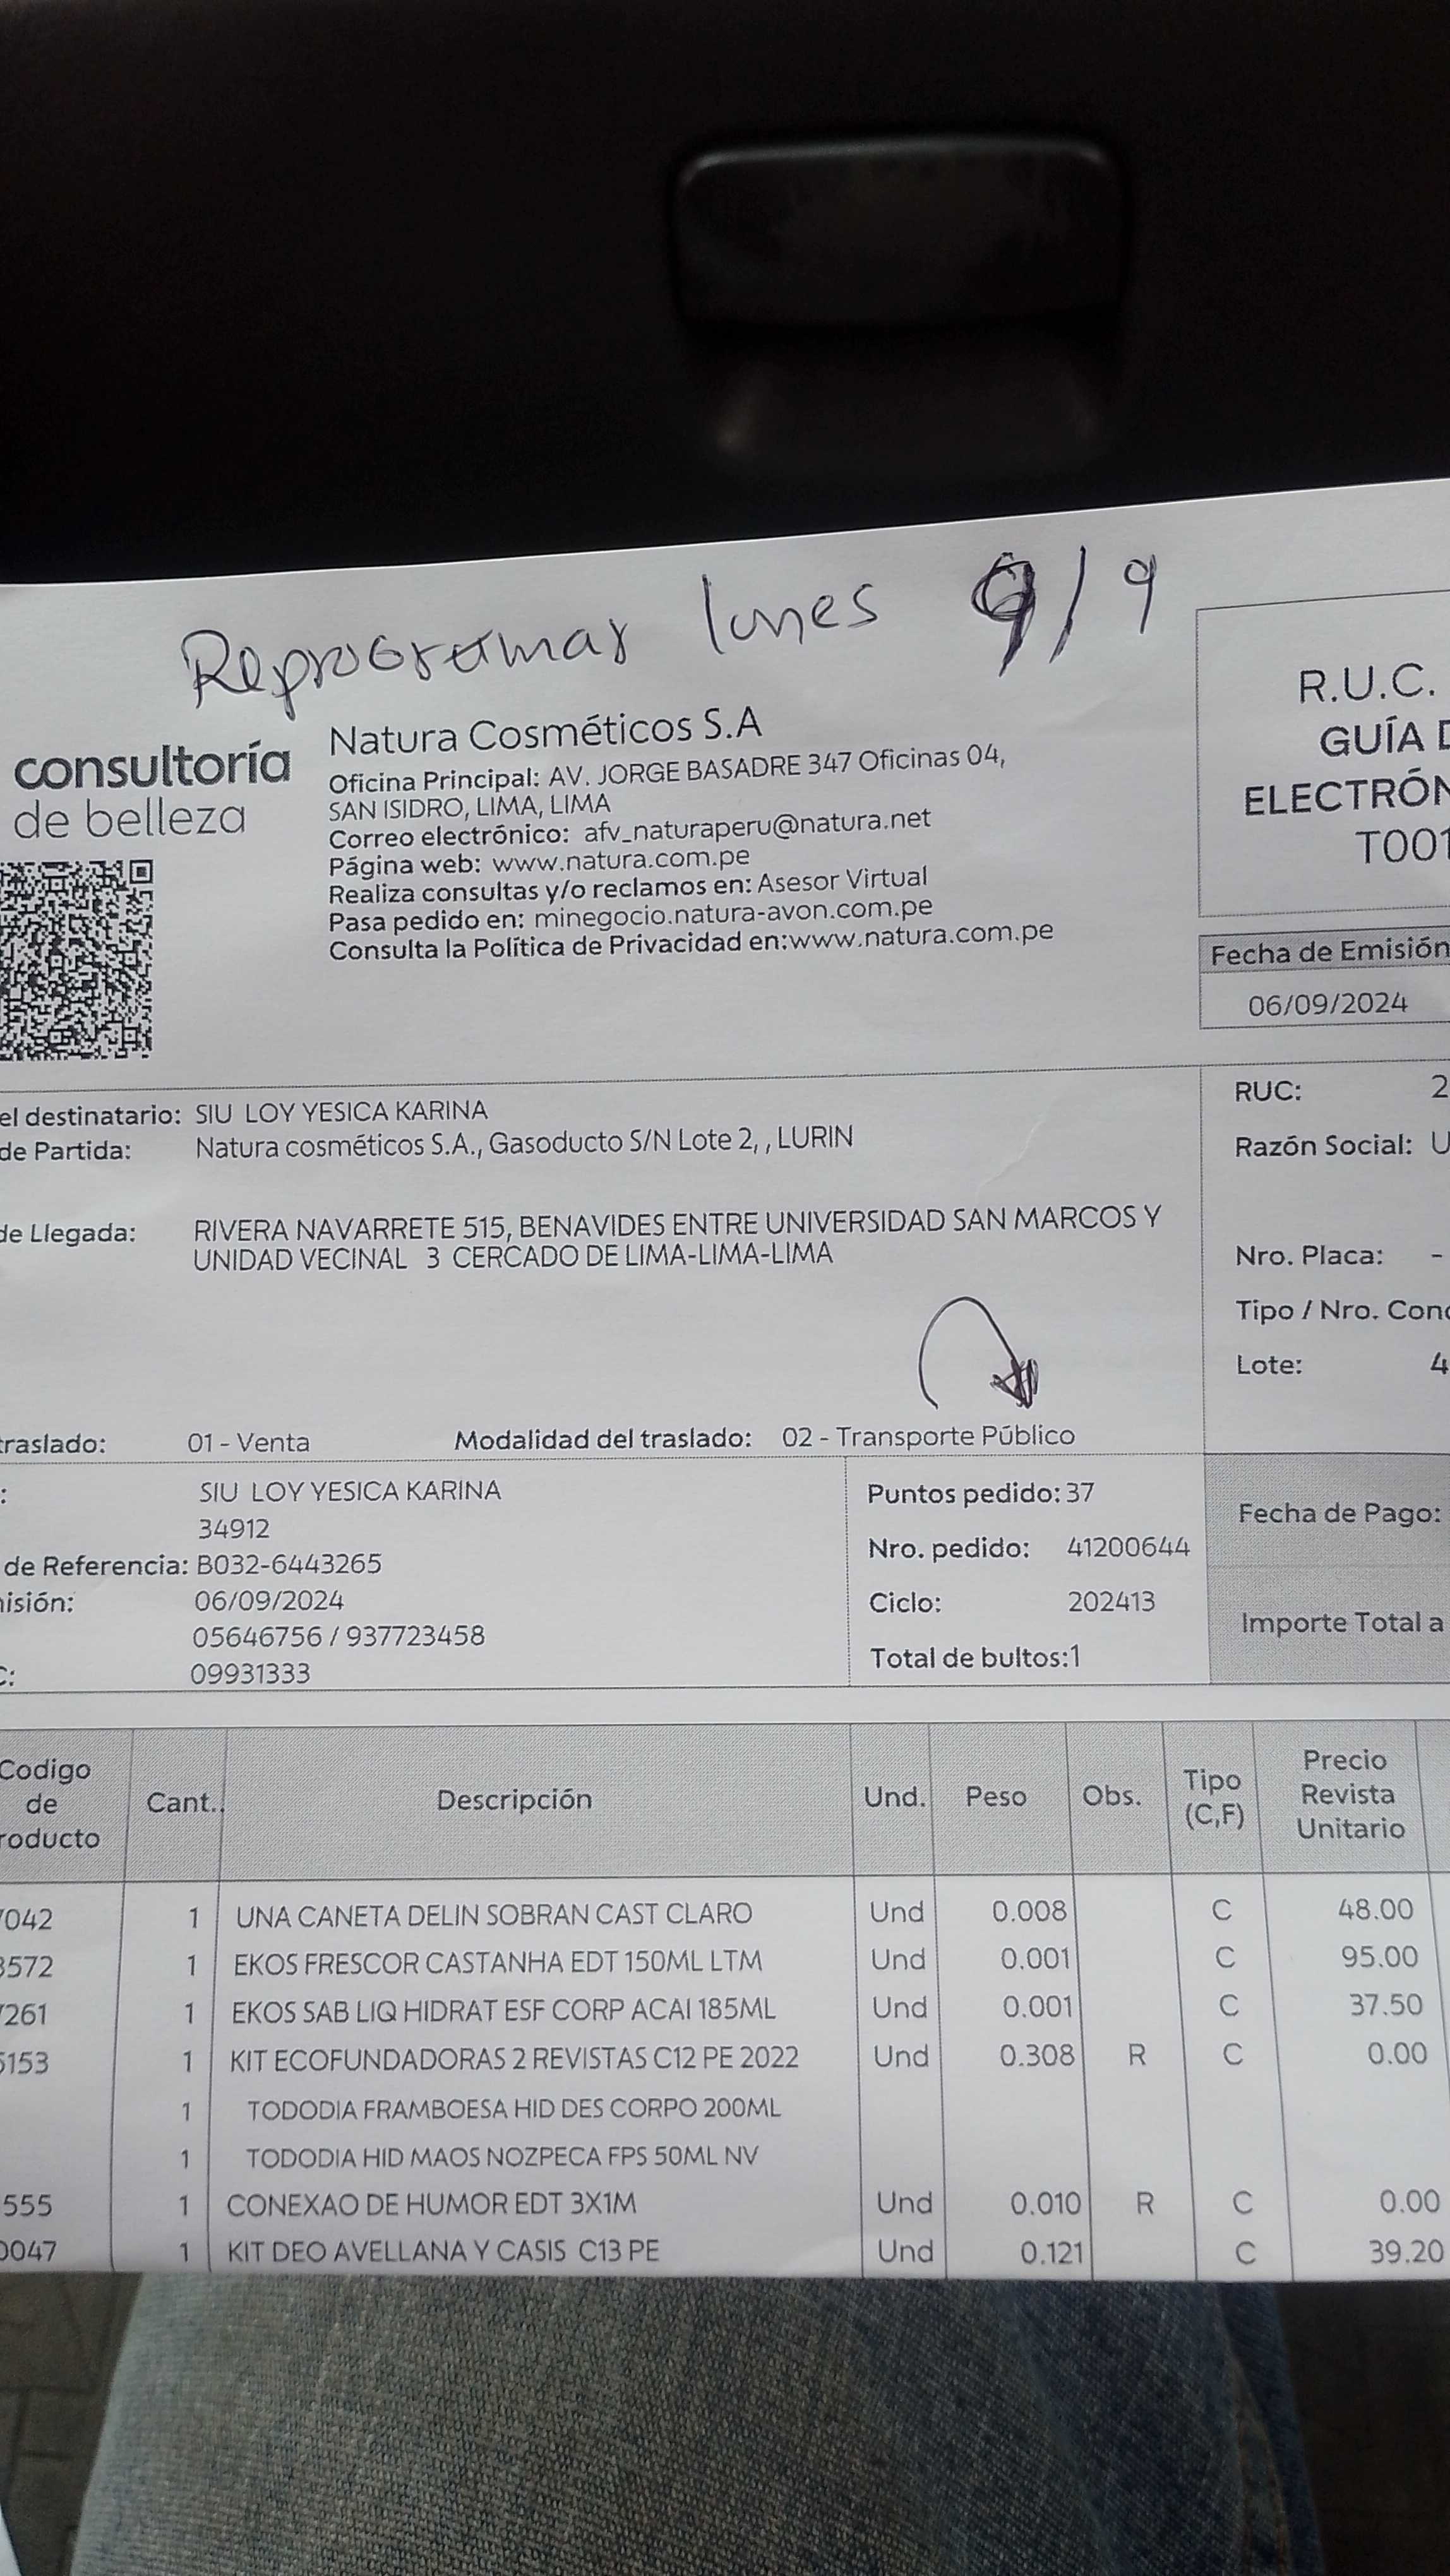 Reprogramar lunes 9/9
consultoría
de belleza
Natura Cosméticos S.A
Oficina Principal: AV. JORGE BASADRE 347 Oficinas 04,
SAN ISIDRO, LIMA, LIMA
Correo electrónico: afv_naturaperu@natura.net
Página web: www.natura.com.pe
Realiza consultas y/o reclamos en: Asesor Virtual
Pasa pedido en: minegocio.natura-avon.com.pe
Consulta la Política de Privacidad en:www.natura.com.pe
R.U.C.
GUÍA D
ELECTRÓN
T001
Fecha de Emisión
06/09/2024
el destinatario: SIU LOY YESICA KARINA
de Partida: Natura cosméticos S.A., Gasoducto S/N Lote 2, , LURIN
de Llegada: RIVERA NAVARRETE 515, BENAVIDES ENTRE UNIVERSIDAD SAN MARCOS Y
UNIDAD VECINAL 3 CERCADO DE LIMA-LIMA-LIMA
traslado: 01 - Venta Modalidad del traslado: 02 - Transporte Público
RUC: 2
Razón Social: U
Nro. Placa: -
Tipo / Nro. Cond
Lote: 4
: SIU LOY YESICA KARINA
34912
de Referencia: B032-6443265
isión: 06/09/2024
05646756 / 937723458
C: 09931333
Puntos pedido: 37
Nro. pedido: 41200644
Ciclo: 202413
Total de bultos:1
Fecha de Pago:
Importe Total a
Codigo de roducto Cant. Descripción Und. Peso Obs. Tipo (C,F) Precio Revista Unitario
7042 1 UNA CANETA DELIN SOBRAN CAST CLARO Und 0.008 C 48.00
3572 1 EKOS FRESCOR CASTANHA EDT 150ML LTM Und 0.001 C 95.00
7261 1 EKOS SAB LIQ HIDRAT ESF CORP ACAI 185ML Und 0.001 C 37.50
5153 1 KIT ECOFUNDADORAS 2 REVISTAS C12 PE 2022 Und 0.308 R C 0.00
1 TODODIA FRAMBOESA HID DES CORPO 200ML
1 TODODIA HID MAOS NOZPECA FPS 50ML NV
555 1 CONEXAO DE HUMOR EDT 3X1M Und 0.010 R C 0.00
0047 1 KIT DEO AVELLANA Y CASIS C13 PE Und 0.121 C 39.20